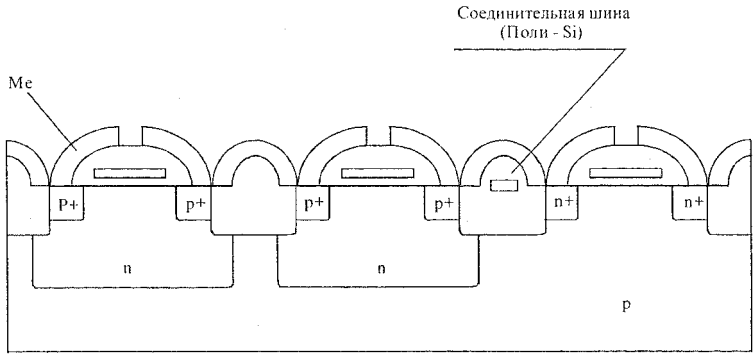 Соединительная шина
(Поли - Si)
Me
P+ p+ p+ p+ n+ n+
n n
p